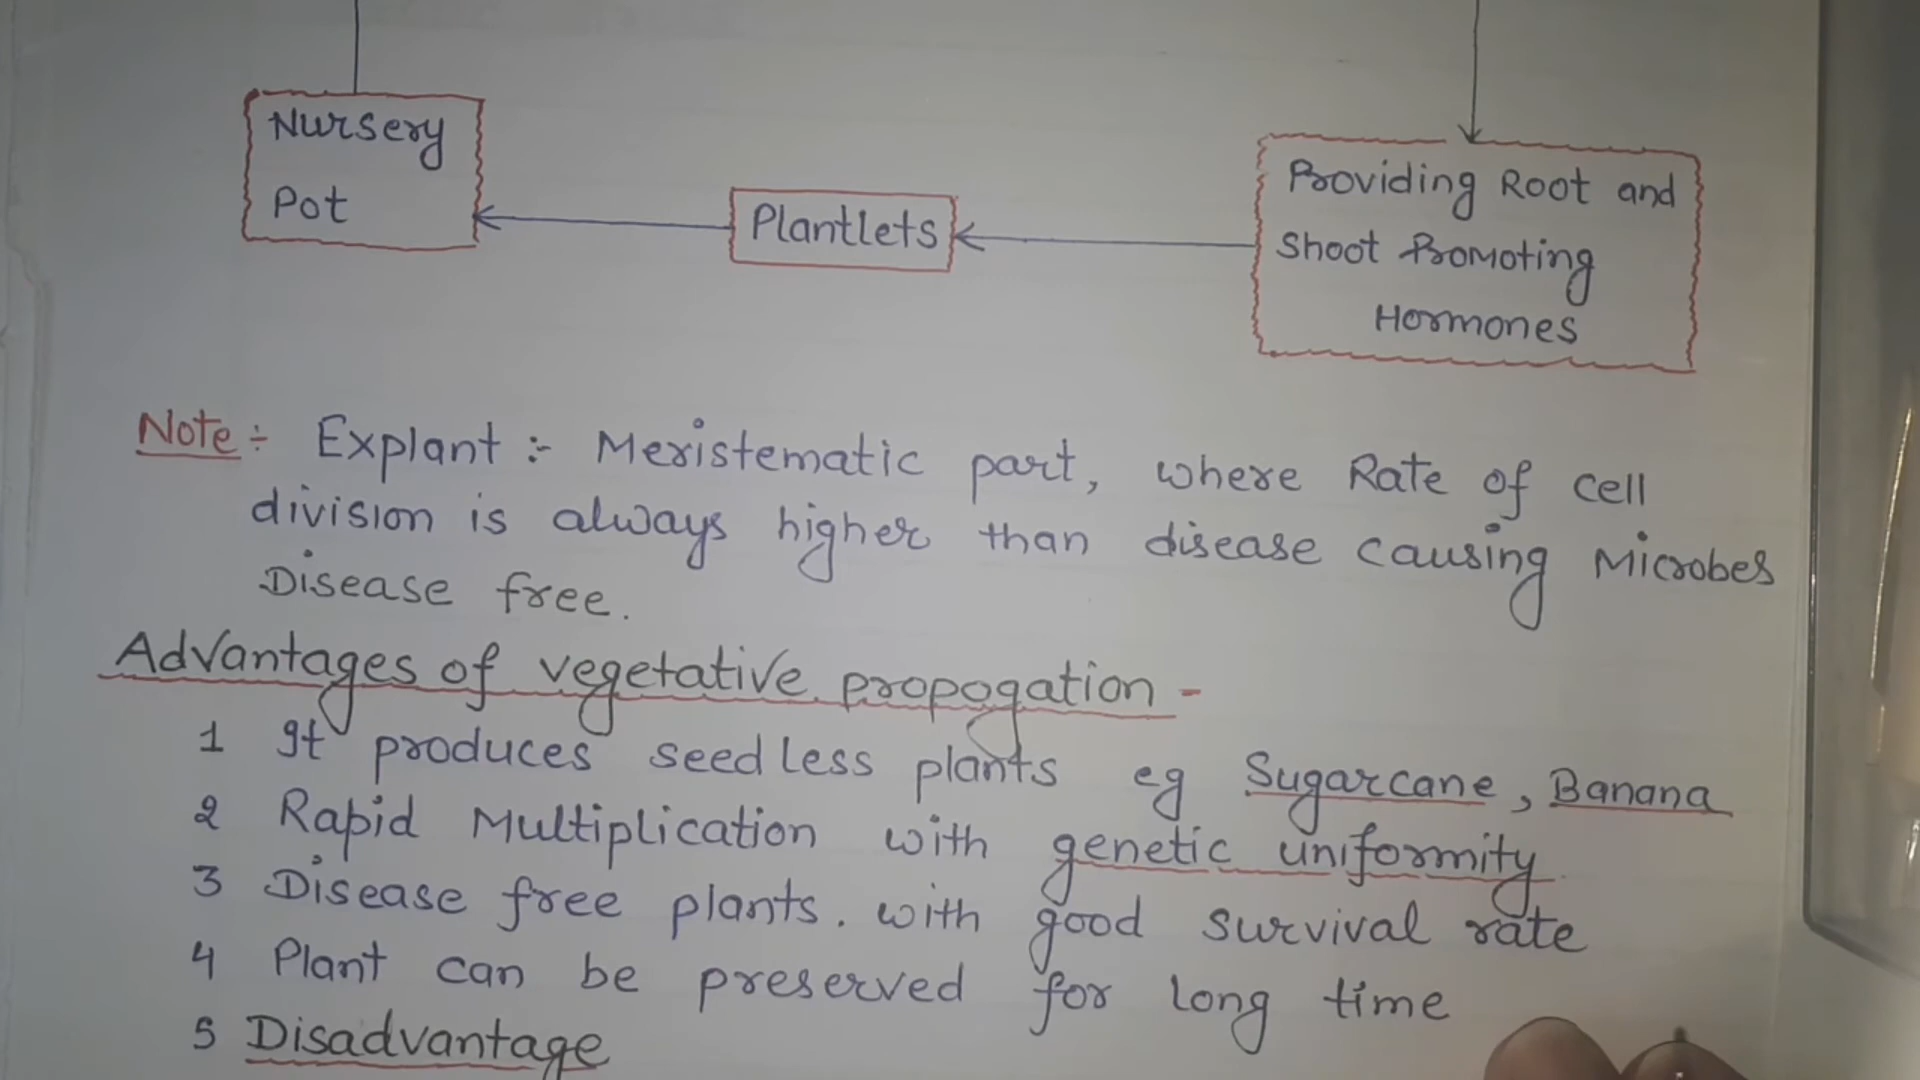 Nursery
Pot
Plantlets
Providing Root and
Shoot Promoting
Hormones
Note :- Explant :- Meristematic part, where Rate of cell
division is always higher than disease causing Microbes
Disease free.
Advantages of vegetative propogation -
1 It produces seedless plants eg Sugarcane, Banana
2 Rapid Multiplication with genetic uniformity.
3 Disease free plants. with good survival rate
4 Plant can be preserved for long time
5 Disadvantage